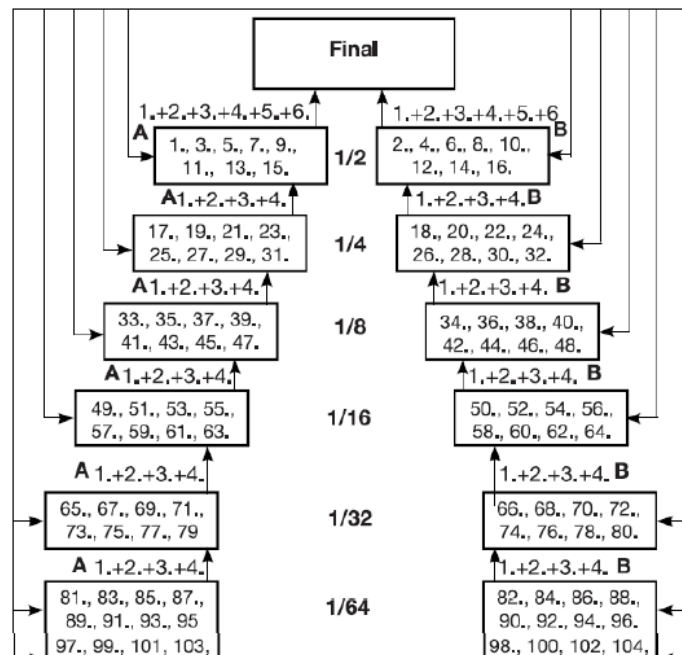 Final
1.+2.+3.+4.+5.+6.
1.+2.+3.+4.+5.+6
A
B
1., 3., 5., 7., 9.,
11., 13., 15.
1/2
2., 4., 6., 8., 10.,
12., 14., 16.
A 1.+2.+3.+4.
1.+2.+3.+4. B
17., 19., 21., 23.,
25., 27., 29., 31.
1/4
18., 20., 22., 24.,
26., 28., 30., 32.
A 1.+2.+3.+4.
1.+2.+3.+4. B
33., 35., 37., 39.,
41., 43., 45., 47.
1/8
34., 36., 38., 40.,
42., 44., 46., 48.
A 1.+2.+3.+4.
1.+2.+3.+4. B
49., 51., 53., 55.,
57., 59., 61., 63.
1/16
50., 52., 54., 56.,
58., 60., 62., 64.
A 1.+2.+3.+4.
1.+2.+3.+4. B
65., 67., 69., 71.,
73., 75., 77., 79
1/32
66., 68., 70., 72.,
74., 76., 78., 80.
A 1.+2.+3.+4.
1.+2.+3.+4. B
81., 83., 85., 87.,
89., 91., 93., 95
97., 99., 101, 103,
1/64
82., 84., 86., 88.,
90., 92., 94., 96.
98., 100, 102, 104,